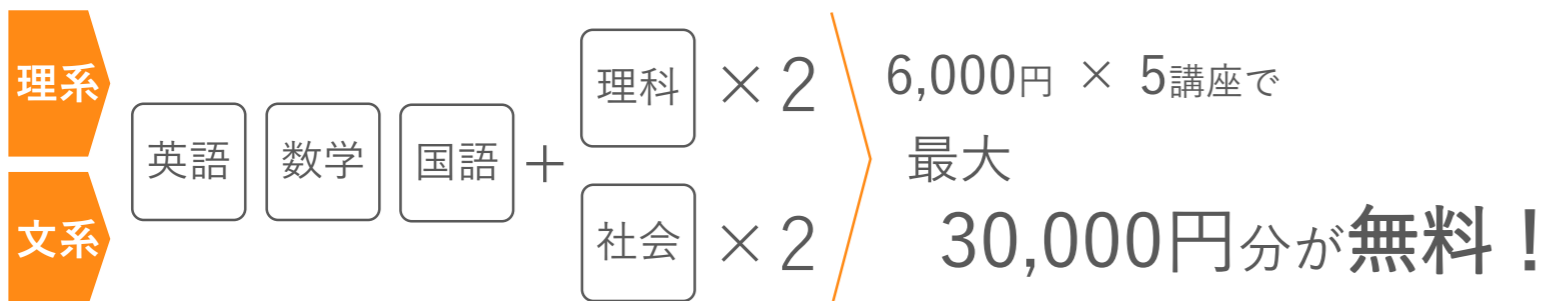 理系
文系
英語 数学 国語 +
理科 ×2
社会 ×2
6,000円 × 5講座で
最大
30,000円分が無料！